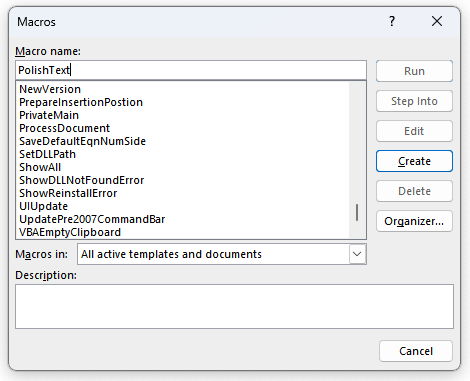 Macros
?
Macro name:
PolishText
Run
NewVersion
PrepareInsertionPostion
Step Into
PrivateMain
ProcessDocument
Edit
SaveDefaultEqnNumSide
SetDLLPath
Create
ShowAll
ShowDLLNotFoundError
Delete
ShowReinstallError
UIUpdate
Organizer...
UpdatePre2007CommandBar
VBAEmptyClipboard
Macros in: All active templates and documents
Description:
Cancel